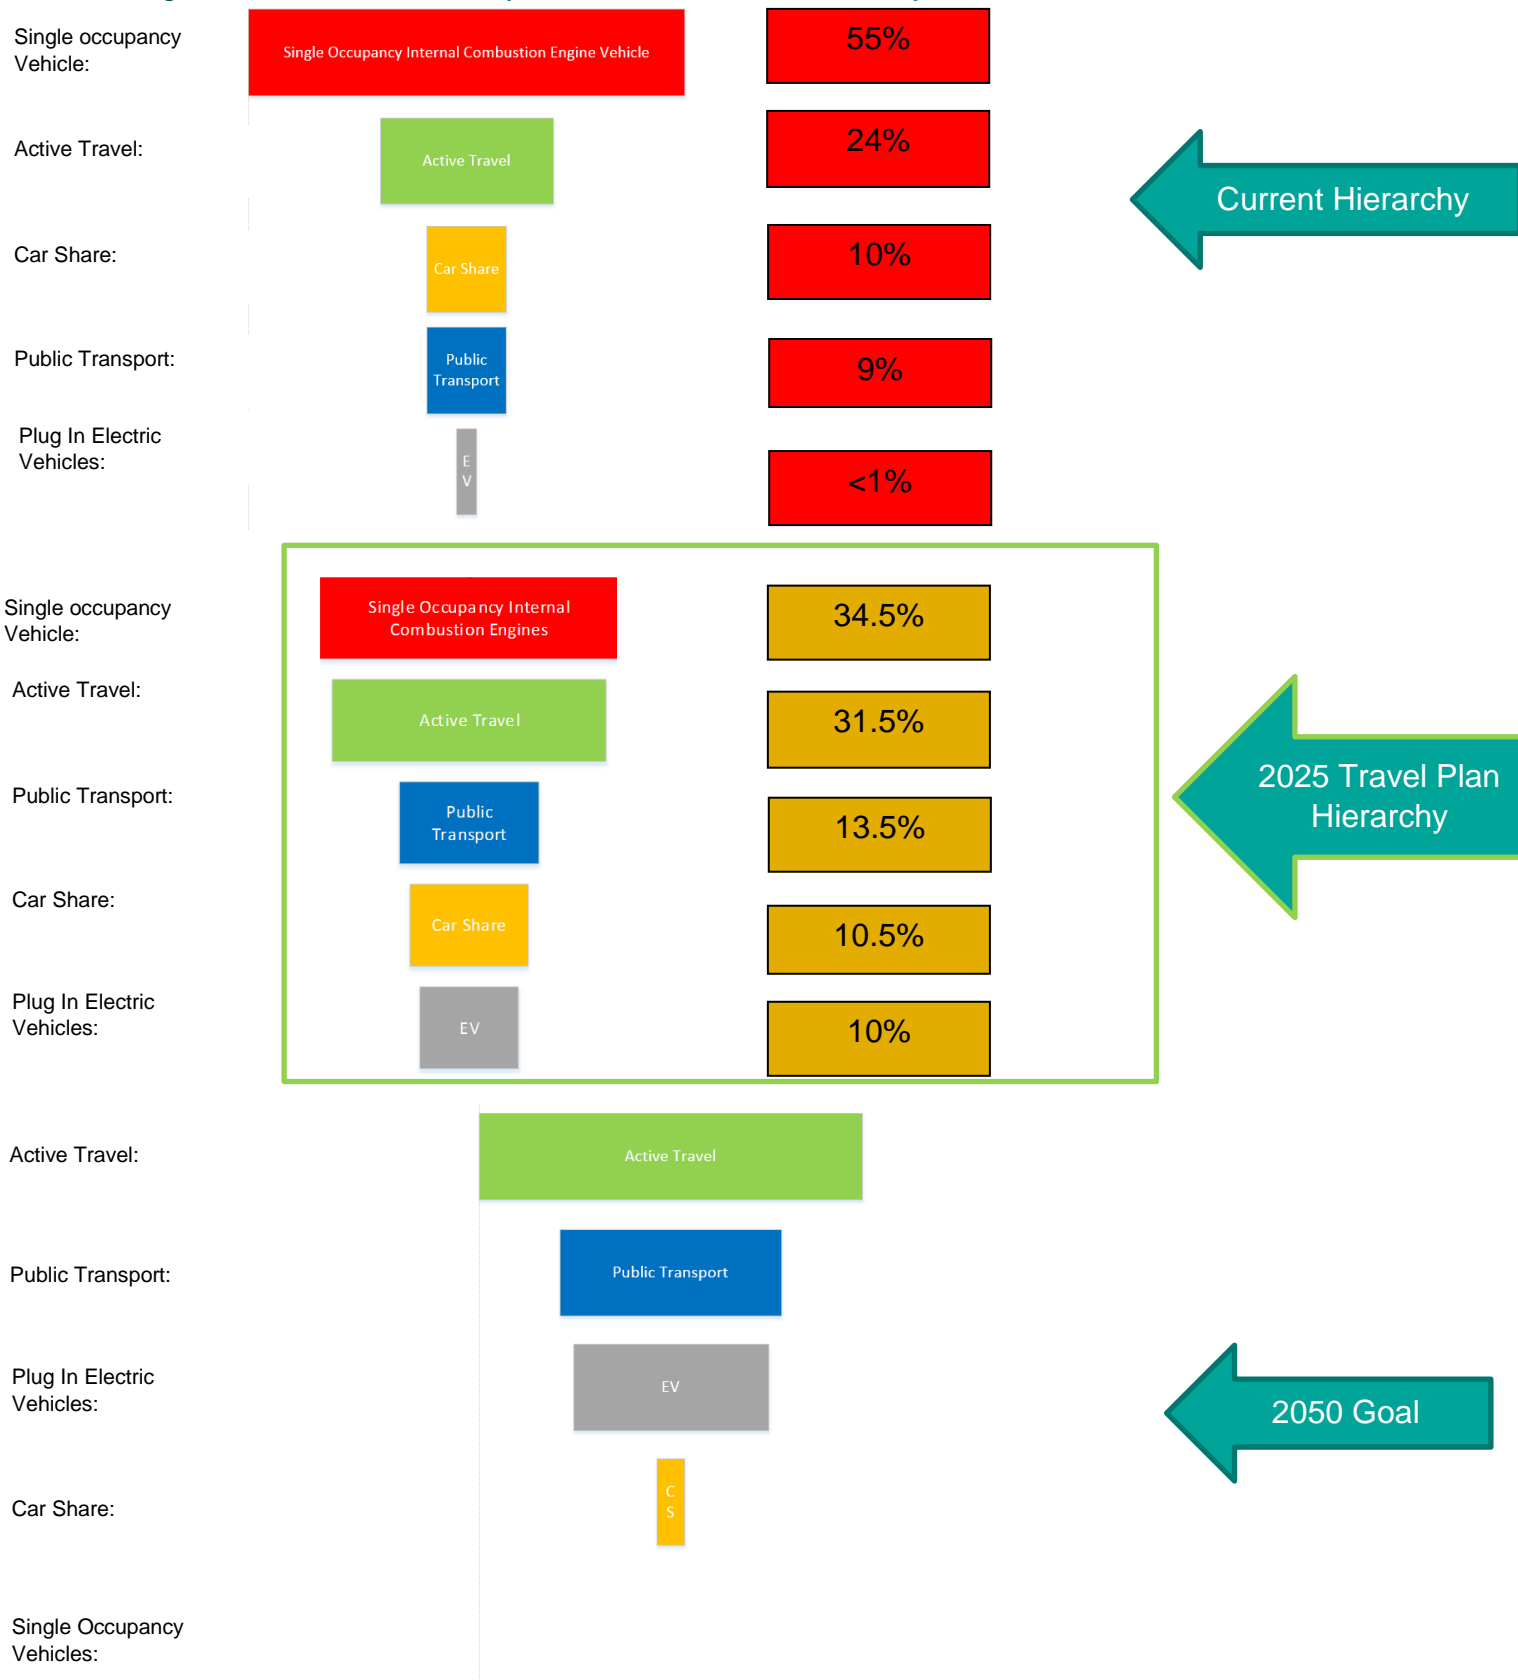 Single occupancy
Vehicle:
Single Occupancy Internal Combustion Engine Vehicle
55%
Active Travel:
Active Travel
24%
Current Hierarchy
Car Share:
Car Share
10%
Public Transport:
Public
Transport
9%
Plug In Electric
Vehicles:
E
V
<1%
Single occupancy
Vehicle:
Single Occupancy Internal
Combustion Engines
34.5%
Active Travel:
Active Travel
31.5%
2025 Travel Plan
Hierarchy
Public Transport:
Public
Transport
13.5%
Car Share:
Car Share
10.5%
Plug In Electric
Vehicles:
EV
10%
Active Travel:
Active Travel
Public Transport:
Public Transport
Plug In Electric
Vehicles:
EV
2050 Goal
Car Share:
C
S
Single Occupancy
Vehicles: